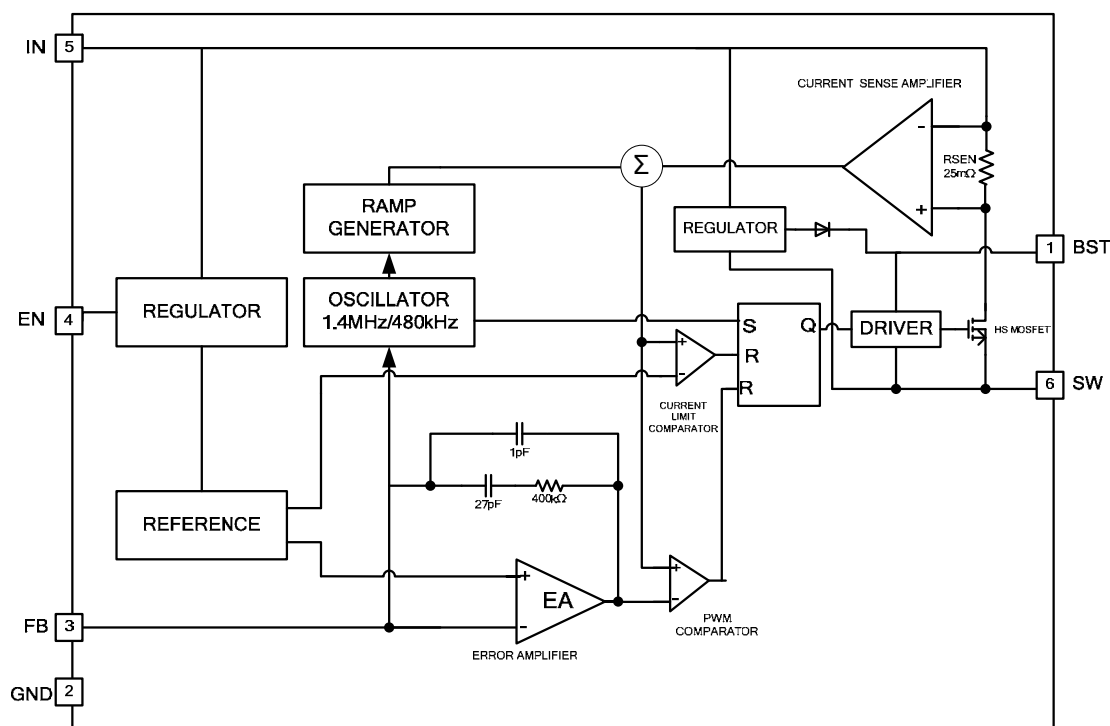 IN
5
CURRENT SENSE AMPLIFIER
-
RSEN
25mΩ
+
Σ
RAMP
GENERATOR
REGULATOR
1
BST
EN
4
REGULATOR
OSCILLATOR
1.4MHz/480kHz
S
Q
DRIVER
HS MOSFET
+
-
R
R
CURRENT
LIMIT
COMPARATOR
6
SW
1pF
27pF
400kΩ
REFERENCE
+
-
EA
+
-
PWM
COMPARATOR
FB
3
ERROR AMPLIFIER
GND
2